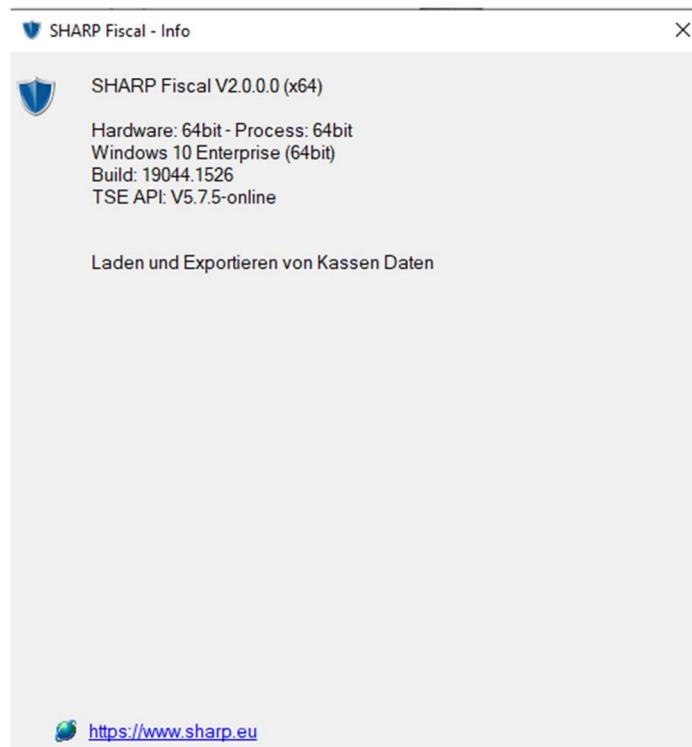 SHARP Fiscal - Info
SHARP Fiscal V2.0.0.0 (x64)
Hardware: 64bit - Process: 64bit
Windows 10 Enterprise (64bit)
Build: 19044.1526
TSE API: V5.7.5-online
Laden und Exportieren von Kassen Daten
https://www.sharp.eu